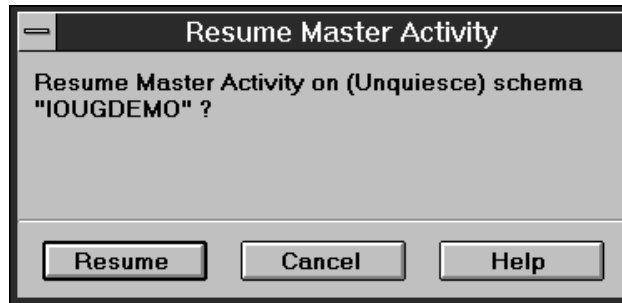 Resume Master Activity
Resume Master Activity on (Unquiesce) schema
"IOUGDEMO" ?
Resume
Cancel
Help